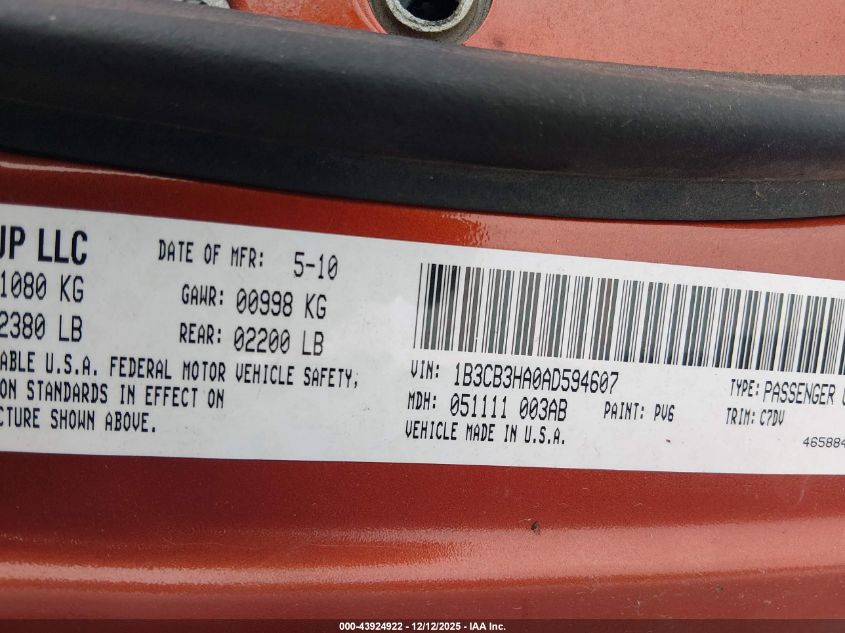 UP LLC
DATE OF MFR: 5-10
1080 KG
GAWR: 00998 KG
2380 LB
REAR: 02200 LB
ABLE U.S.A. FEDERAL MOTOR VEHICLE SAFETY,
ON STANDARDS IN EFFECT ON
CTURE SHOWN ABOVE.
VIN: 1B3CB3HA0AD594607
TYPE: PASSENGER
MDH: 051111 003AB
PAINT: PV6
TRIM: C7DV
VEHICLE MADE IN U.S.A.
465884
000-43924922 - 12/12/2025 - IAA Inc.